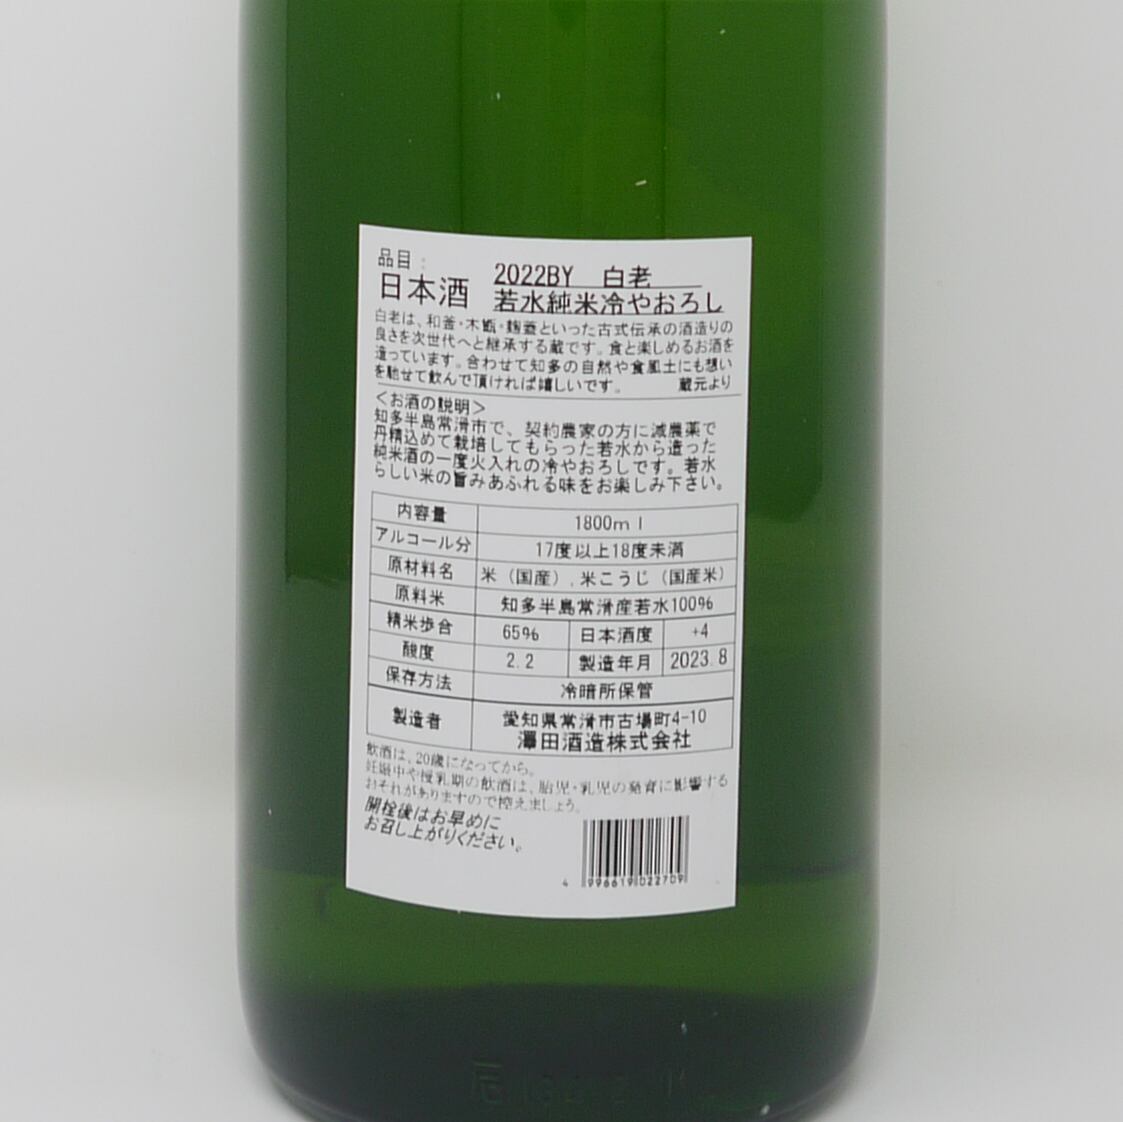 品目：
日本酒
2022BY 白老
若水純米冷やおろし
白老は、和釜・木甑・麹蓋といった古式伝承の酒造りの
良さを次世代へと継承する蔵です。食と楽しめるお酒を
造っています。合わせて知多の自然や食風土にも想い
を馳せて飲んで頂ければ嬉しいです。 蔵元より
＜お酒の説明＞
知多半島常滑市で、契約農家の方に減農薬で
丹精込めて栽培してもらった若水から造った
純米酒の一度火入れの冷やおろしです。若水
らしい米の旨みあふれる味をお楽しみ下さい。
内容量 1800ml
アルコール分 17度以上18度未満
原材料名 米（国産）,米こうじ（国産米）
原料米 知多半島常滑産若水100%
精米歩合 65% 日本酒度 +4
酸度 2.2 製造年月 2023.8
保存方法 冷暗所保管
製造者 愛知県常滑市古場町4-10
澤田酒造株式会社
飲酒は、20歳になってから。
妊娠中や授乳期の飲酒は、胎児・乳児の発育に影響する
おそれがありますので控えましょう。
開栓後はお早めに
お召し上がりください。
4 996619 022709